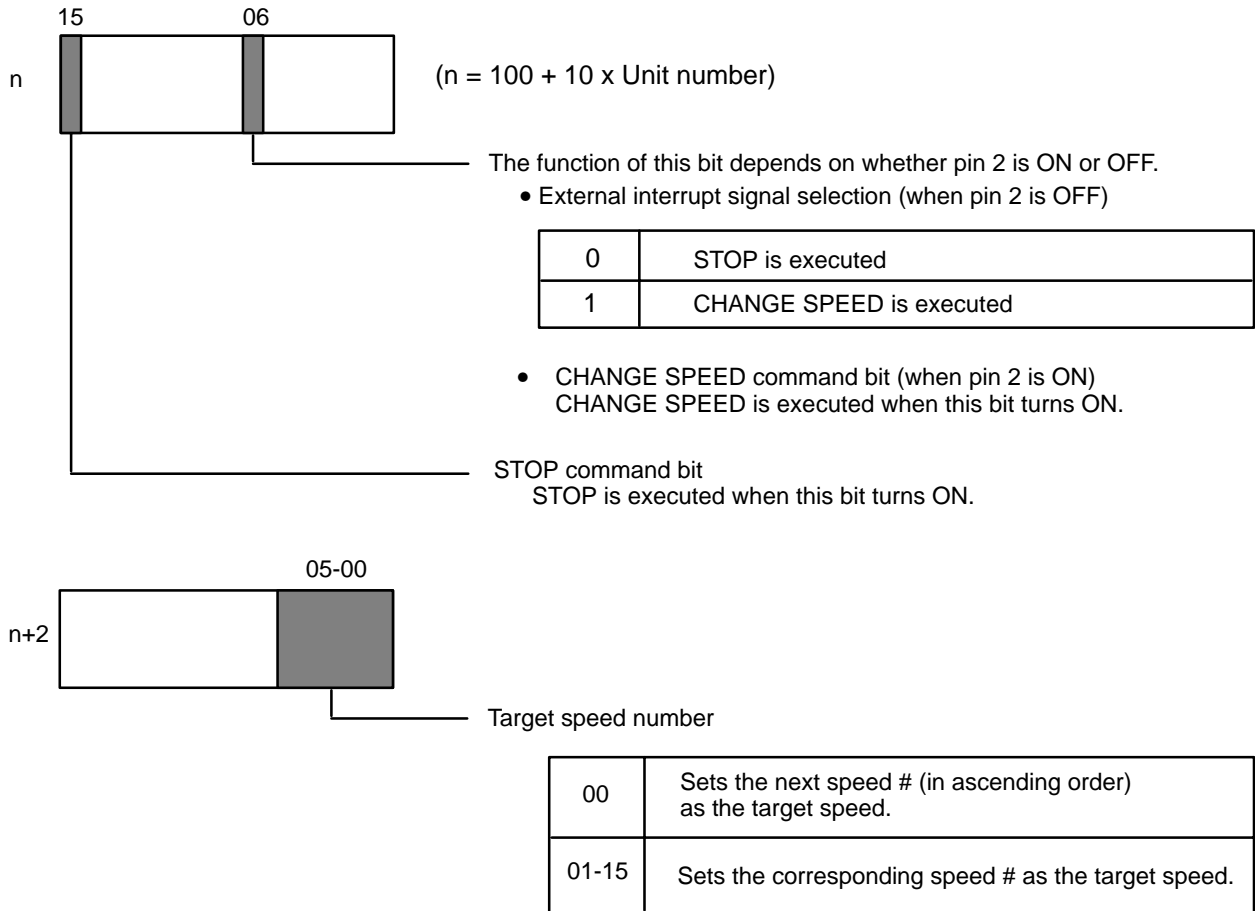 15 06
n (n = 100 + 10 x Unit number)
The function of this bit depends on whether pin 2 is ON or OFF.
• External interrupt signal selection (when pin 2 is OFF)
0 STOP is executed
1 CHANGE SPEED is executed
• CHANGE SPEED command bit (when pin 2 is ON)
CHANGE SPEED is executed when this bit turns ON.
STOP command bit
STOP is executed when this bit turns ON.
05-00
n+2
Target speed number
00 Sets the next speed # (in ascending order)
as the target speed.
01-15 Sets the corresponding speed # as the target speed.